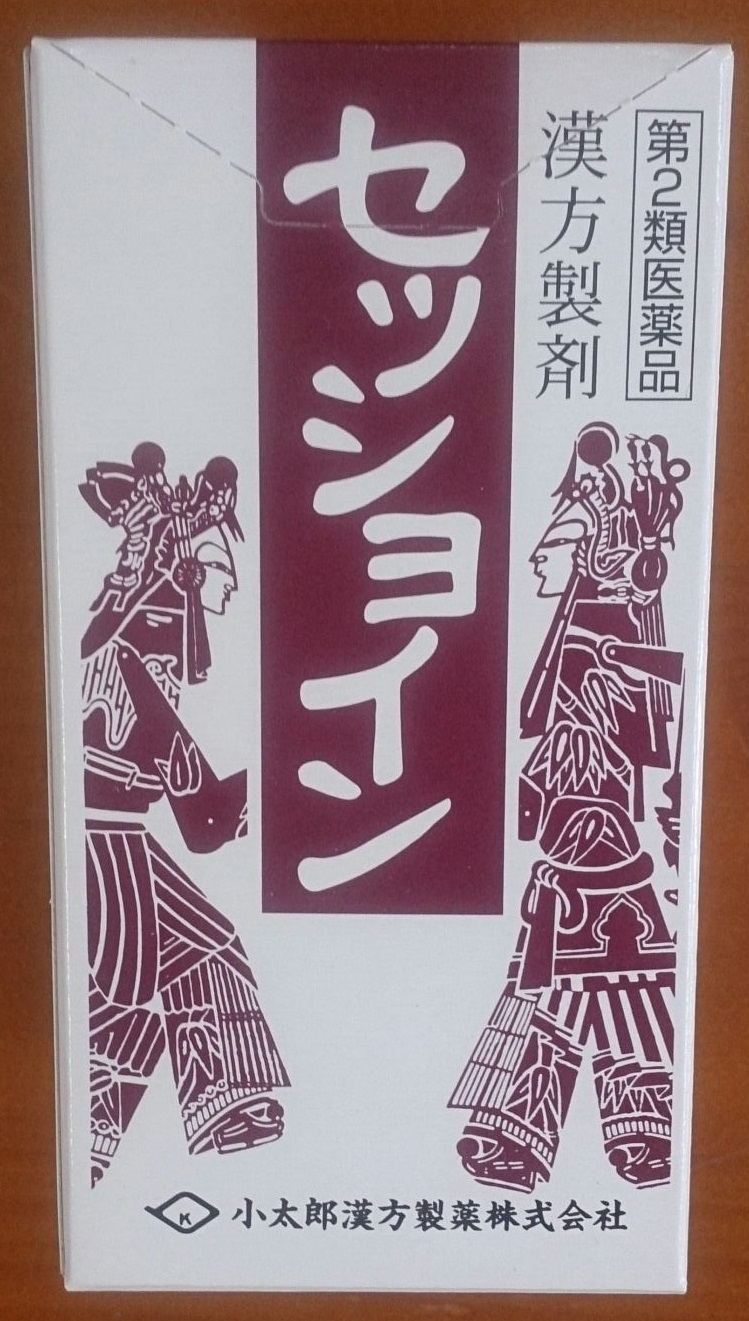 第2類医薬品
漢方製剤
セッショイン
K
小太郎漢方製薬株式会社